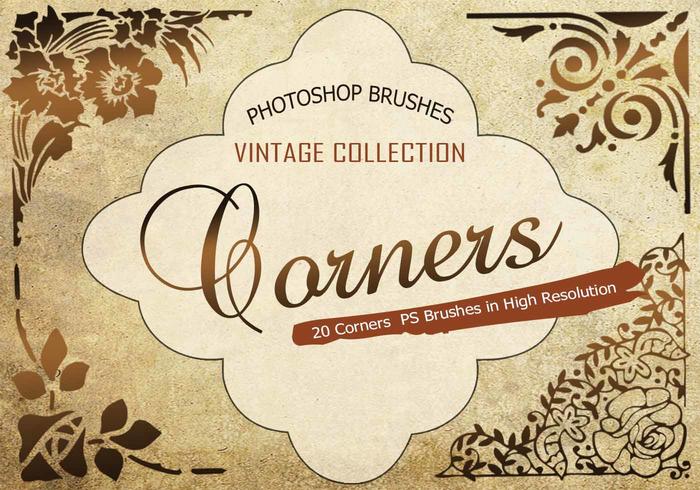 PHOTOSHOP BRUSHES
VINTAGE COLLECTION
Corners
20 Corners PS Brushes in High Resolution